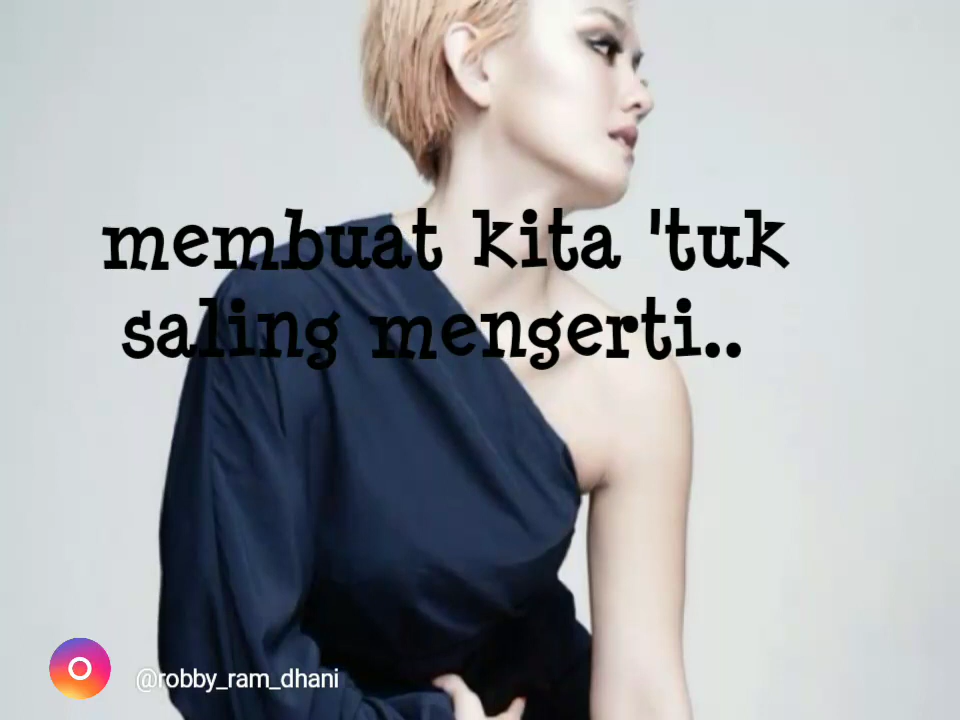 membuat kita 'tuk
saling mengerti..
@robby_ram_dhani